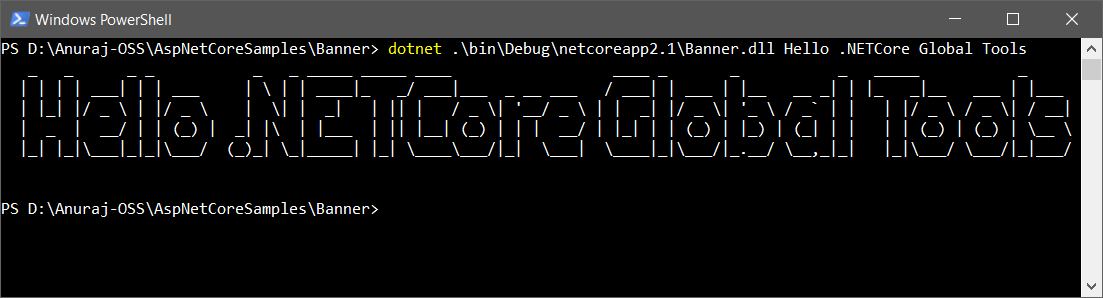 Windows PowerShell
PS D:\Anuraj-OSS\AspNetCoreSamples\Banner> dotnet .\bin\Debug\netcoreapp2.1\Banner.dll Hello .NETCore Global Tools
Hello .NETCore Global Tools
PS D:\Anuraj-OSS\AspNetCoreSamples\Banner>